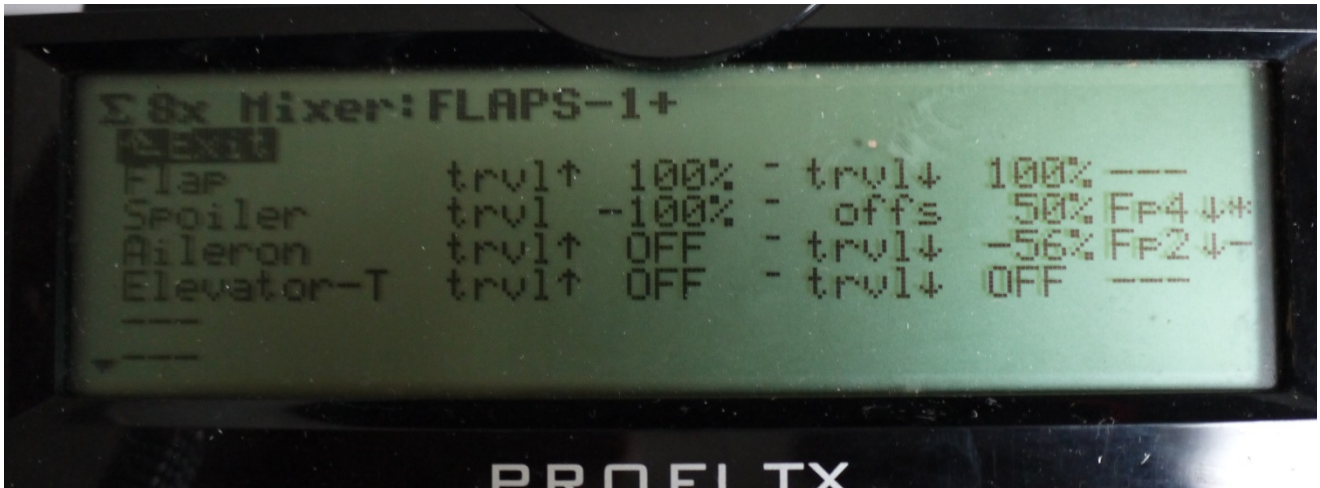 Σ 8x Mixer: FLAPS-1+
Exit
Flap trvl↑ 100% - trvl↓ 100% ---
Spoiler trvl -100% - offs 50% Fp4↓*
Aileron trvl↑ OFF - trvl↓ -56% Fp2↓-
Elevator-T trvl↑ OFF - trvl↓ OFF ---
---
---
PROFI TX